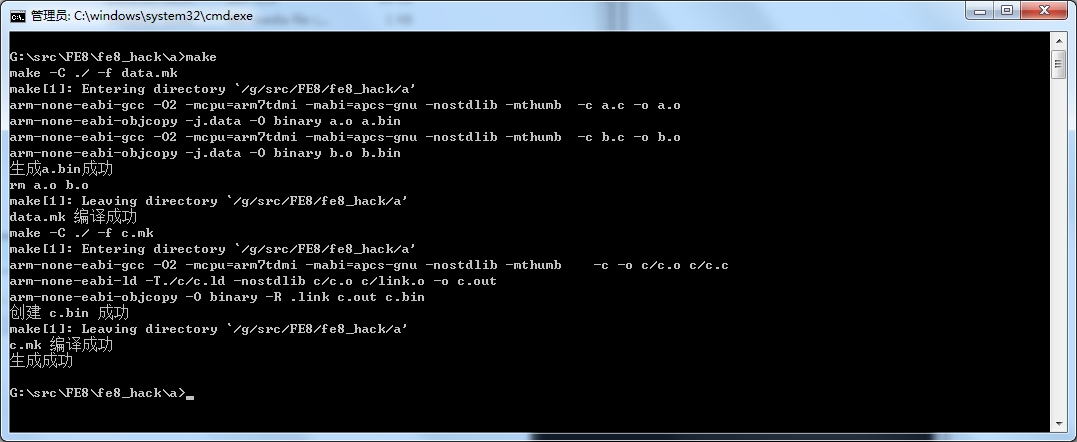 管理员: C:\windows\system32\cmd.exe
G:\src\FE8\fe8_hack\a>make
make -C ./ -f data.mk
make[1]: Entering directory `/g/src/FE8/fe8_hack/a'
arm-none-eabi-gcc -O2 -mcpu=arm7tdmi -mabi=apcs-gnu -nostdlib -mthumb  -c a.c -o a.o
arm-none-eabi-objcopy -j.data -O binary a.o a.bin
arm-none-eabi-gcc -O2 -mcpu=arm7tdmi -mabi=apcs-gnu -nostdlib -mthumb  -c b.c -o b.o
arm-none-eabi-objcopy -j.data -O binary b.o b.bin
生成a.bin成功
rm a.o b.o
make[1]: Leaving directory `/g/src/FE8/fe8_hack/a'
data.mk 编译成功
make -C ./ -f c.mk
make[1]: Entering directory `/g/src/FE8/fe8_hack/a'
arm-none-eabi-gcc -O2 -mcpu=arm7tdmi -mabi=apcs-gnu -nostdlib -mthumb    -c -o c/c.o c/c.c
arm-none-eabi-ld -T./c/c.ld -nostdlib c/c.o c/link.o -o c.out
arm-none-eabi-objcopy -O binary -R .link c.out c.bin
创建 c.bin 成功
make[1]: Leaving directory `/g/src/FE8/fe8_hack/a'
c.mk 编译成功
生成成功
G:\src\FE8\fe8_hack\a>